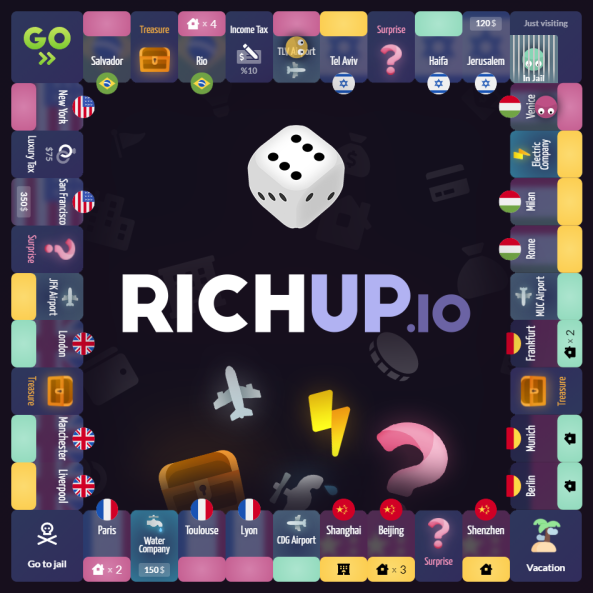 GO
Salvador
Treasure
x 4
Rio
Income Tax
%10
TLV Airport
Tel Aviv
Surprise
Haifa
120 $
Jerusalem
Just visiting
In Jail
Venice
Electric
Company
Milan
Rome
MUC Airport
Frankfurt
x 2
Treasure
Munich
Berlin
New York
Luxury Tax
$75
San Francisco
350 $
Surprise
JFK Airport
London
Treasure
Manchester
Liverpool
RICHUP.IO
Go to jail
Paris
x 2
Water
Company
150 $
Toulouse
Lyon
CDG Airport
Shanghai
Beijing
x 3
Surprise
Shenzhen
Vacation